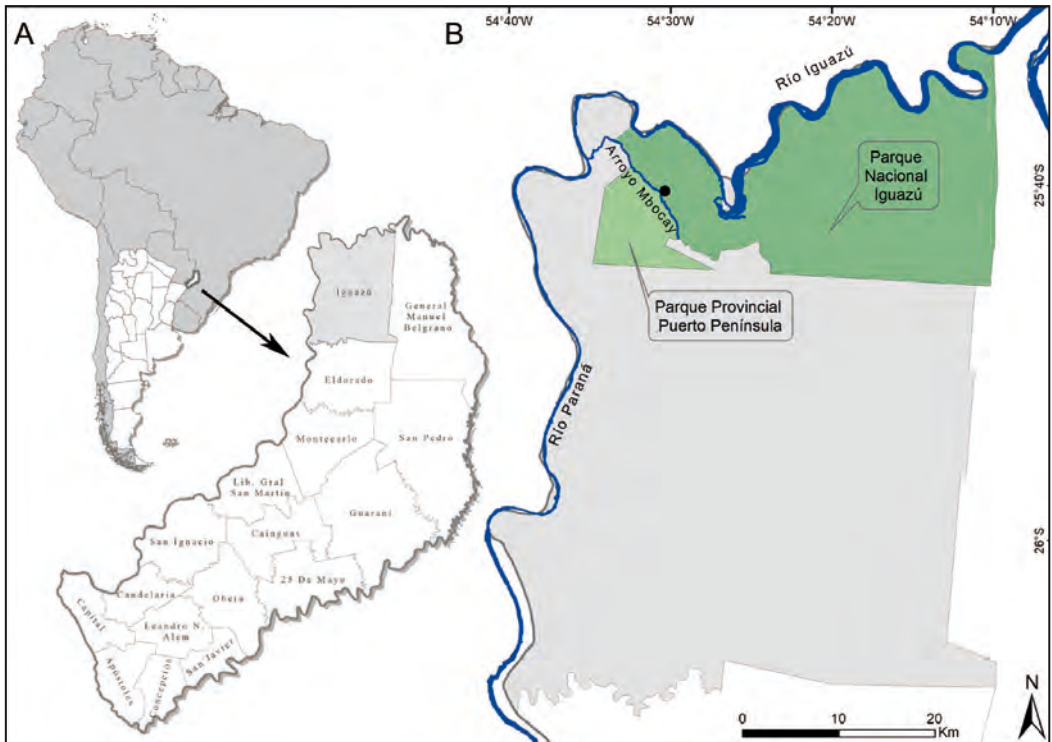 A
B
54°40'W
54°30'W
54°20'W
54°10'W
Río Iguazú
Arroyo Mbocay
Parque
Nacional
Iguazú
25°40'S
Parque Provincial
Puerto Península
Río Paraná
26°S
Iguazú
General
Manuel
Belgrano
Eldorado
Montecarlo
San Pedro
Lib. Gral
San Martín
Guaraní
San Ignacio
Cainguas
25 De Mayo
Candelaria
Oberá
Capital
Leandro N.
Alem
San Javier
Apóstoles
Concepción
N
0
10
20
Km